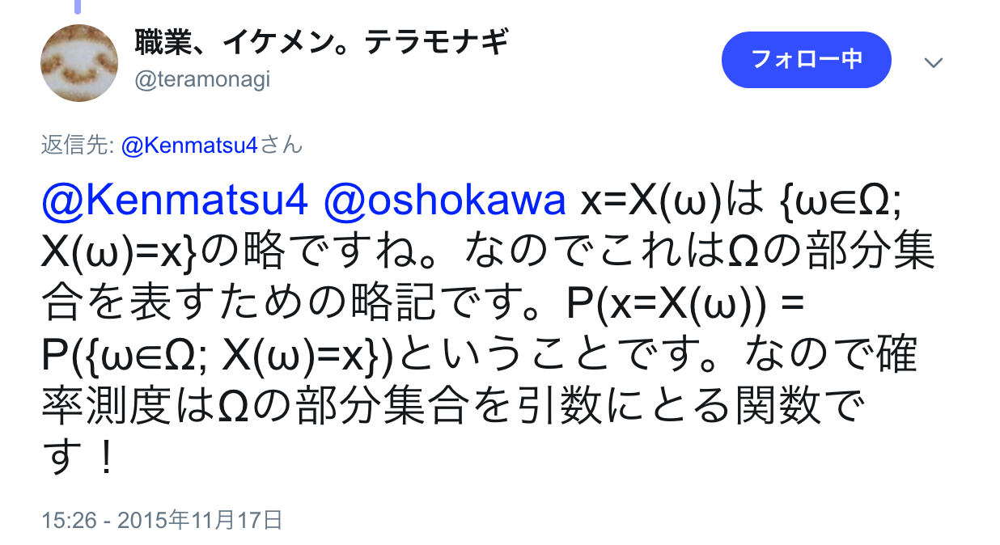 職業、イケメン。テラモナギ
@teramonagi
フォロー中
返信先: @Kenmatsu4さん
@Kenmatsu4 @oshokawa x=X(ω)は {ω∈Ω;
X(ω)=x}の略ですね。なのでこれはΩの部分集
合を表すための略記です。P(x=X(ω)) =
P({ω∈Ω; X(ω)=x})ということです。なので確
率測度はΩの部分集合を引数にとる関数で
す！
15:26 - 2015年11月17日